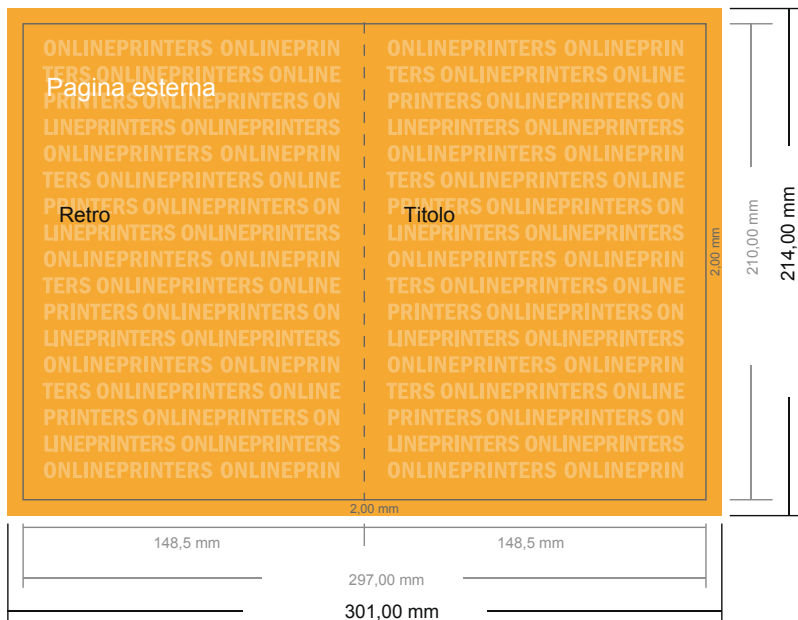 ONLINEPRINTERS ONLINEPRIN
TERS ONLINEPRINTERS ONLINE
PRINTERS ONLINEPRINTERS ON
LINEPRINTERS ONLINEPRINTERS
ONLINEPRINTERS ONLINEPRIN
TERS ONLINEPRINTERS ONLINE
PRINTERS ONLINEPRINTERS ON
LINEPRINTERS ONLINEPRINTERS
ONLINEPRINTERS ONLINEPRIN
TERS ONLINEPRINTERS ONLINE
PRINTERS ONLINEPRINTERS ON
LINEPRINTERS ONLINEPRINTERS
ONLINEPRINTERS ONLINEPRIN
TERS ONLINEPRINTERS ONLINE
PRINTERS ONLINEPRINTERS ON
LINEPRINTERS ONLINEPRINTERS
ONLINEPRINTERS ONLINEPRIN
Pagina esterna
Retro
ONLINEPRINTERS ONLINEPRIN
TERS ONLINEPRINTERS ONLINE
PRINTERS ONLINEPRINTERS ON
LINEPRINTERS ONLINEPRINTERS
ONLINEPRINTERS ONLINEPRIN
TERS ONLINEPRINTERS ONLINE
PRINTERS ONLINEPRINTERS ON
LINEPRINTERS ONLINEPRINTERS
ONLINEPRINTERS ONLINEPRIN
TERS ONLINEPRINTERS ONLINE
PRINTERS ONLINEPRINTERS ON
LINEPRINTERS ONLINEPRINTERS
ONLINEPRINTERS ONLINEPRIN
TERS ONLINEPRINTERS ONLINE
PRINTERS ONLINEPRINTERS ON
LINEPRINTERS ONLINEPRINTERS
ONLINEPRINTERS ONLINEPRIN
Titolo
2,00 mm
210,00 mm
214,00 mm
2,00 mm
148,5 mm
148,5 mm
297,00 mm
301,00 mm